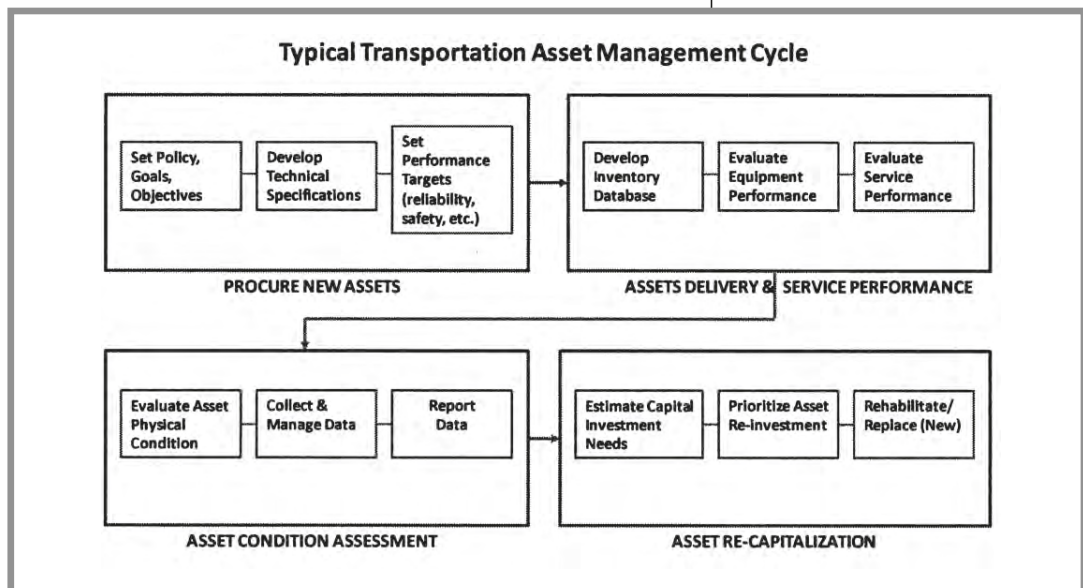 Typical Transportation Asset Management Cycle
Set Policy,
Goals,
Objectives
Develop
Technical
Specifications
Set
Performance
Targets
(reliability,
safety, etc.)
PROCURE NEW ASSETS
Develop
Inventory
Database
Evaluate
Equipment
Performance
Evaluate
Service
Performance
ASSETS DELIVERY & SERVICE PERFORMANCE
Evaluate Asset
Physical
Condition
Collect &
Manage Data
Report
Data
ASSET CONDITION ASSESSMENT
Estimate Capital
Investment
Needs
Prioritize Asset
Re-investment
Rehabilitate/
Replace (New)
ASSET RE-CAPITALIZATION